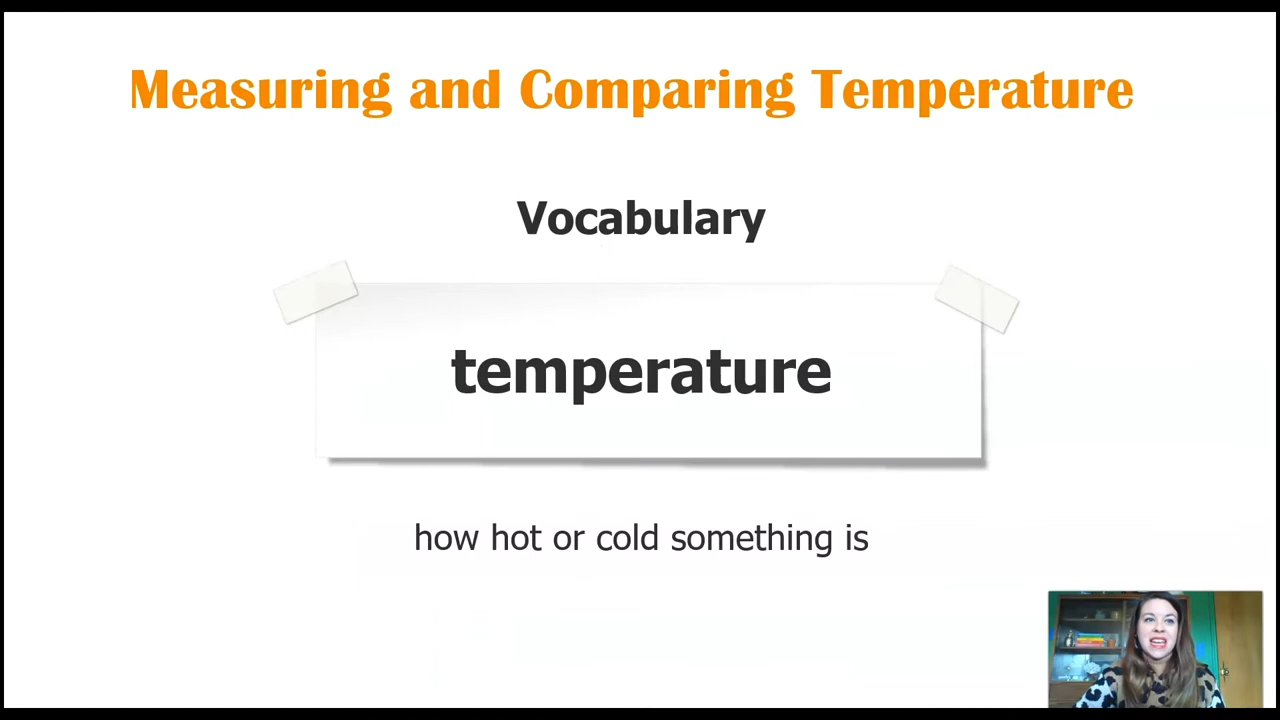 Measuring and Comparing Temperature
Vocabulary
temperature
how hot or cold something is